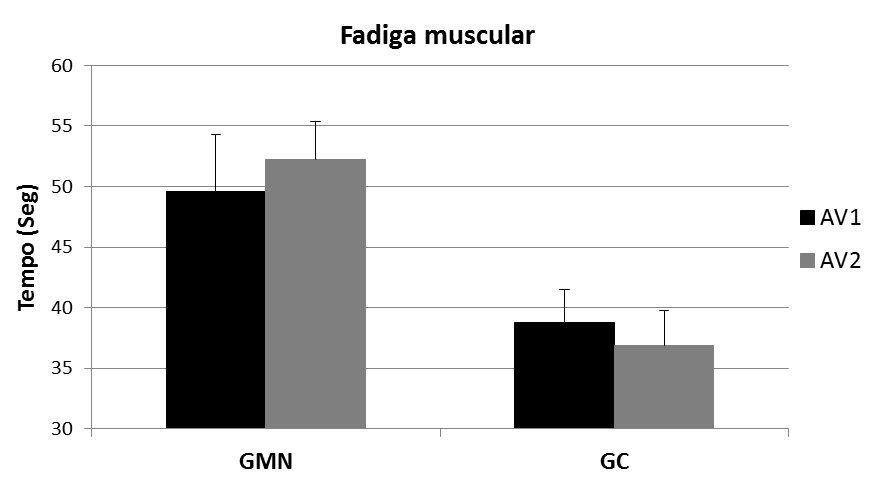 Fadiga muscular
Tempo (Seg)
60
55
50
45
40
35
30
GMN
GC
AV1
AV2